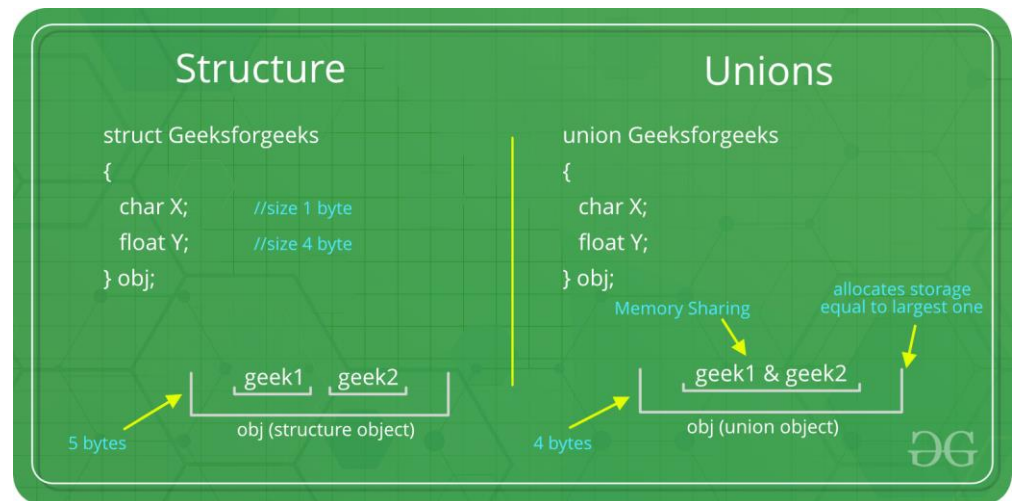 Structure
struct Geeksforgeeks
{
char X; //size 1 byte
float Y; //size 4 byte
} obj;
geek1 geek2
5 bytes
obj (structure object)
Unions
union Geeksforgeeks
{
char X;
float Y;
} obj;
Memory Sharing
allocates storage
equal to largest one
geek1 & geek2
4 bytes
obj (union object)